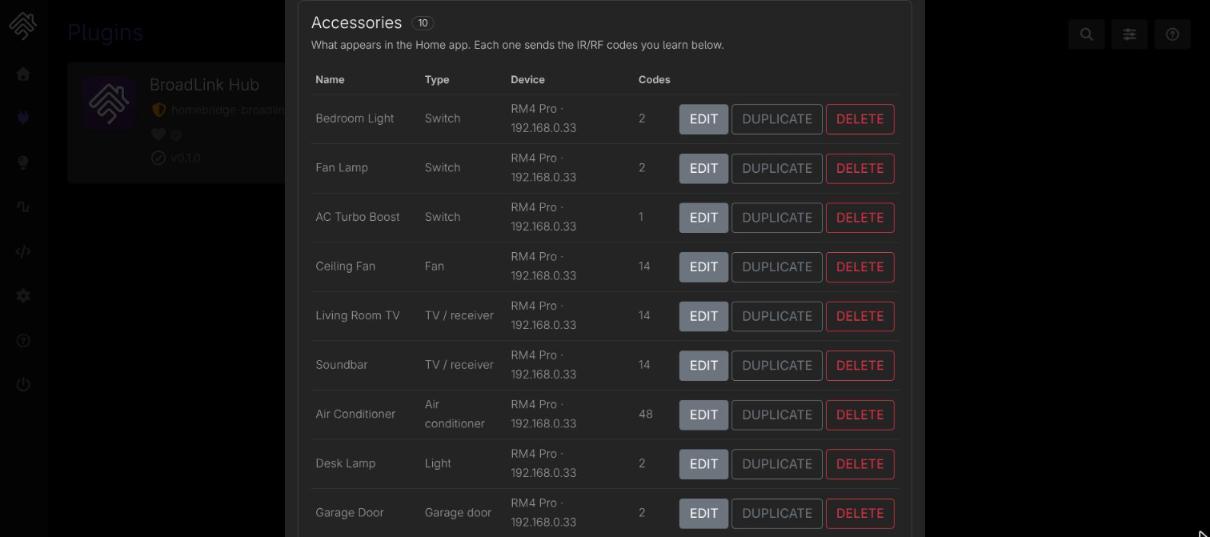 Plugins
BroadLink Hub
homebridge-broadlin
v0.1.0
Accessories 10
What appears in the Home app. Each one sends the IR/RF codes you learn below.
Name Type Device Codes
Bedroom Light Switch RM4 Pro · 2 EDIT DUPLICATE DELETE
192.168.0.33
Fan Lamp Switch RM4 Pro · 2 EDIT DUPLICATE DELETE
192.168.0.33
AC Turbo Boost Switch RM4 Pro · 1 EDIT DUPLICATE DELETE
192.168.0.33
Ceiling Fan Fan RM4 Pro · 14 EDIT DUPLICATE DELETE
192.168.0.33
Living Room TV TV / receiver RM4 Pro · 14 EDIT DUPLICATE DELETE
192.168.0.33
Soundbar TV / receiver RM4 Pro · 14 EDIT DUPLICATE DELETE
192.168.0.33
Air Conditioner Air RM4 Pro · 48 EDIT DUPLICATE DELETE
conditioner 192.168.0.33
Desk Lamp Light RM4 Pro · 2 EDIT DUPLICATE DELETE
192.168.0.33
Garage Door Garage door RM4 Pro · 2 EDIT DUPLICATE DELETE
192.168.0.33